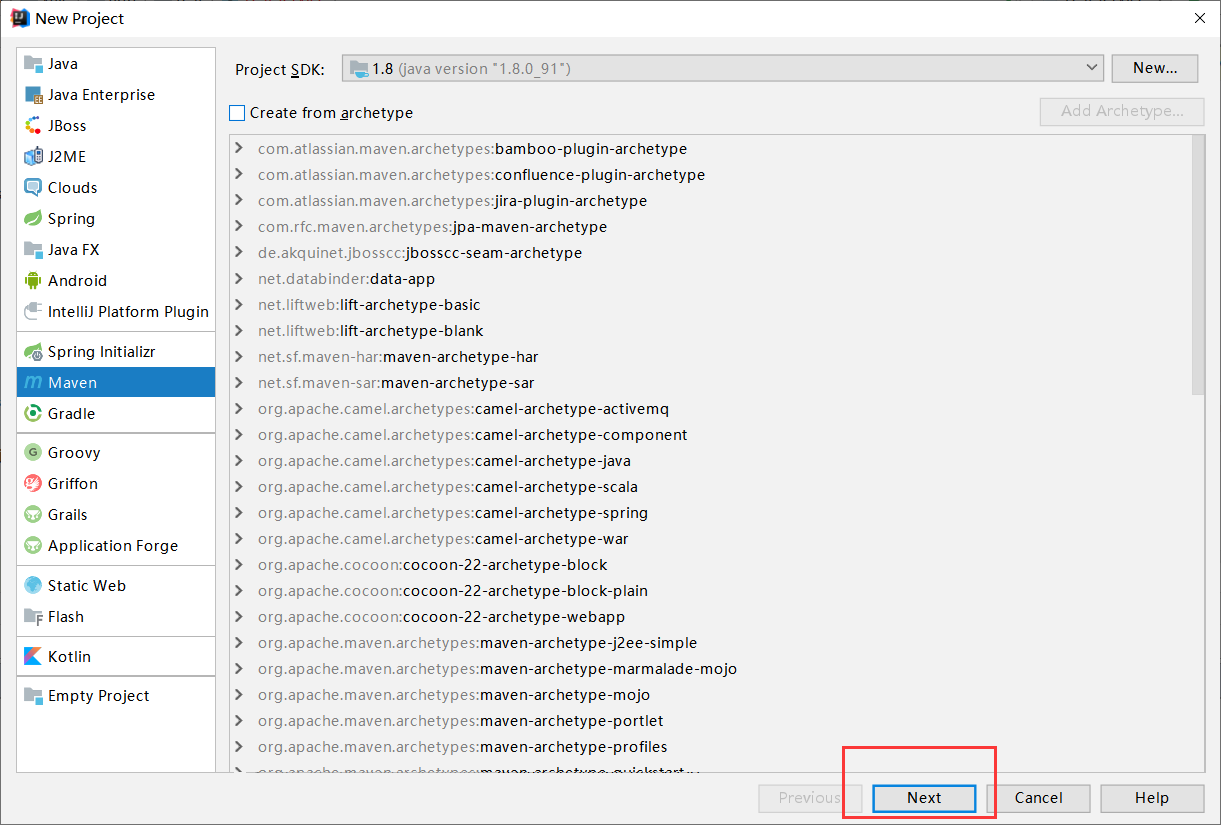 New Project
Java
Java Enterprise
JBoss
J2ME
Clouds
Spring
Java FX
Android
IntelliJ Platform Plugin
Spring Initializr
Maven
Gradle
Groovy
Griffon
Grails
Application Forge
Static Web
Flash
Kotlin
Empty Project
Project SDK: 1.8 (java version "1.8.0_91") New...
Create from archetype Add Archetype...
com.atlassian.maven.archetypes:bamboo-plugin-archetype
com.atlassian.maven.archetypes:confluence-plugin-archetype
com.atlassian.maven.archetypes:jira-plugin-archetype
com.rfc.maven.archetypes:jpa-maven-archetype
de.akquinet.jbosscc:jbosscc-seam-archetype
net.databinder:data-app
net.liftweb:lift-archetype-basic
net.liftweb:lift-archetype-blank
net.sf.maven-har:maven-archetype-har
net.sf.maven-sar:maven-archetype-sar
org.apache.camel.archetypes:camel-archetype-activemq
org.apache.camel.archetypes:camel-archetype-component
org.apache.camel.archetypes:camel-archetype-java
org.apache.camel.archetypes:camel-archetype-scala
org.apache.camel.archetypes:camel-archetype-spring
org.apache.camel.archetypes:camel-archetype-war
org.apache.cocoon:cocoon-22-archetype-block
org.apache.cocoon:cocoon-22-archetype-block-plain
org.apache.cocoon:cocoon-22-archetype-webapp
org.apache.maven.archetypes:maven-archetype-j2ee-simple
org.apache.maven.archetypes:maven-archetype-marmalade-mojo
org.apache.maven.archetypes:maven-archetype-mojo
org.apache.maven.archetypes:maven-archetype-portlet
org.apache.maven.archetypes:maven-archetype-profiles
org.apache.maven.archetypes:maven-archetype-quickstart
Previous Next Cancel Help